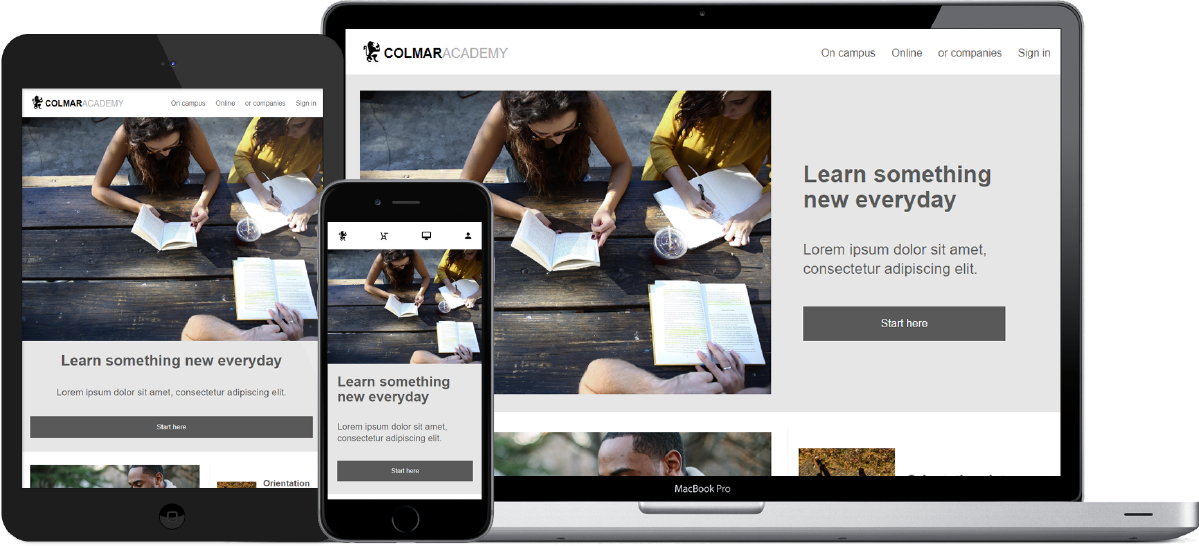 COLMARACADEMY
On campus Online or companies Sign in
Learn something new everyday
Lorem ipsum dolor sit amet, consectetur adipiscing elit.
Start here
Orientation
Learn something
new everyday
Lorem ipsum dolor sit amet,
consectetur adipiscing elit.
Start here
COLMARACADEMY
On campus Online or companies Sign in
Learn something
new everyday
Lorem ipsum dolor sit amet,
consectetur adipiscing elit.
Start here
MacBook Pro